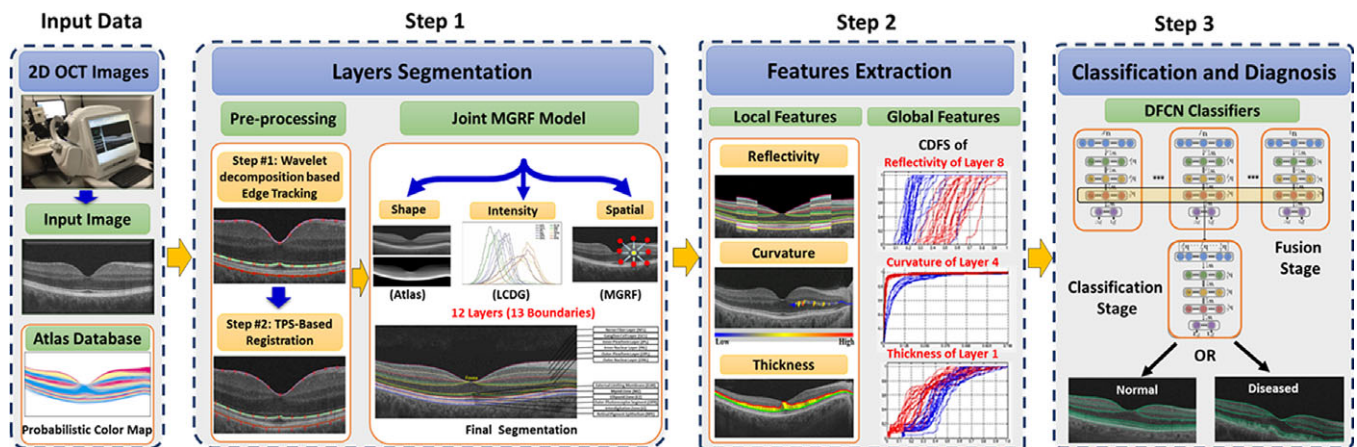 Input Data
2D OCT Images
Input Image
Atlas Database
Probabilistic Color Map
Step 1
Layers Segmentation
Pre-processing
Step #1: Wavelet
decomposition based
Edge Tracking
Step #2: TPS-Based
Registration
Joint MGRF Model
Shape
Intensity
Spatial
(Atlas)
(LCDG)
(MGRF)
12 Layers (13 Boundaries)
Final Segmentation
Step 2
Features Extraction
Local Features
Reflectivity
Curvature
Low
High
Thickness
Global Features
CDFS of
Reflectivity of Layer 8
Curvature of Layer 4
Thickness of Layer 1
Step 3
Classification and Diagnosis
DFCN Classifiers
Fusion
Stage
Classification
Stage
OR
Normal
Diseased